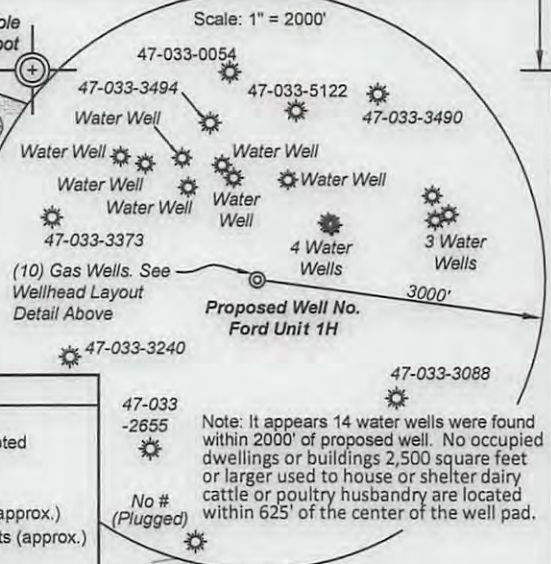 Scale: 1" = 2000'
ole
oot
47-033-0054
47-033-3494
47-033-5122
47-033-3490
Water Well
Water Well
Water Well
Water Well
Water Well
Water Well
Water
Well
47-033-3373
4 Water
Wells
3 Water
Wells
(10) Gas Wells. See
Wellhead Layout
Detail Above
3000'
Proposed Well No.
Ford Unit 1H
47-033-3240
47-033-3088
47-033
-2655
Note: It appears 14 water wells were found
within 2000' of proposed well. No occupied
dwellings or buildings 2,500 square feet
or larger used to house or shelter dairy
cattle or poultry husbandry are located
within 625' of the center of the well pad.
oted
No #
(Plugged)
approx.)
ts (approx.)